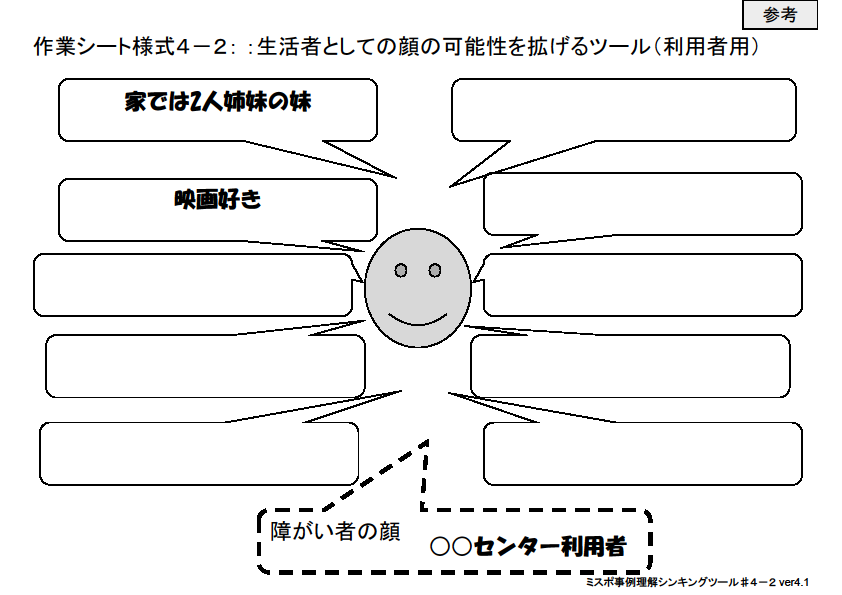 参考
作業シート様式４－２：：生活者としての顔の可能性を拡げるツール（利用者用）
家では2人姉妹の妹
映画好き
障がい者の顔
○○センター利用者
ミスポ事例理解シンキングツール♯４－２ ver4.1